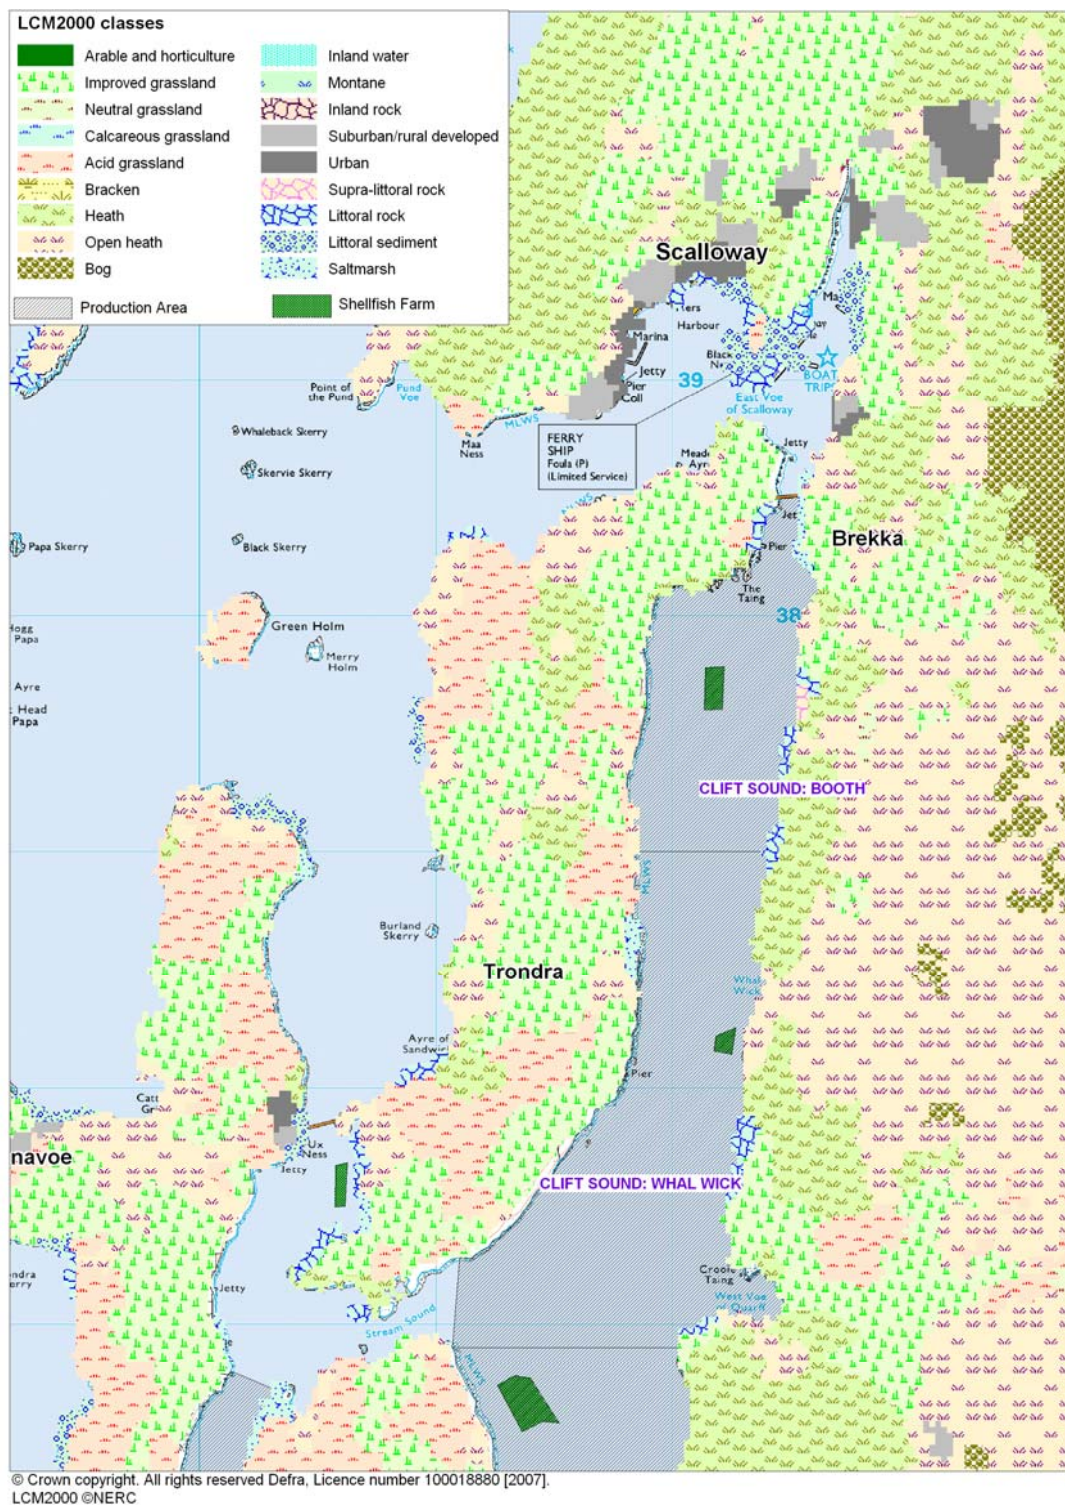 LCM2000 classes
Arable and horticulture
Improved grassland
Neutral grassland
Calcareous grassland
Acid grassland
Bracken
Heath
Open heath
Bog
Inland water
Montane
Inland rock
Suburban/rural developed
Urban
Supra-littoral rock
Littoral rock
Littoral sediment
Saltmarsh
Production Area
Shellfish Farm
Scalloway
Harbour
Marina
Jetty
Pier
Coll
Black
39
BOAT
TRIPS
East Voe
of Scalloway
Point of
the Pund
Pund
Voe
MLWS
Maa
Ness
FERRY
SHIP
Foula (P)
(Limited Service)
Jetty
Whaleback Skerry
Skervie Skerry
Papa Skerry
Black Skerry
Brekka
Pier
The
Taing
38
Green Holm
Merry
Holm
Papa
Ayre
Head
Papa
CLIFT SOUND: BOOTH
MLWS
Burland
Skerry
Trondra
Wick
Ayre of
Pier
navoe
Ness
Jetty
CLIFT SOUND: WHAL WICK
Taing
West Voe
of Quarff
Jetty
Stream Sound
MLWS
© Crown copyright. All rights reserved Defra, Licence number 100018880 [2007].
LCM2000 ©NERC